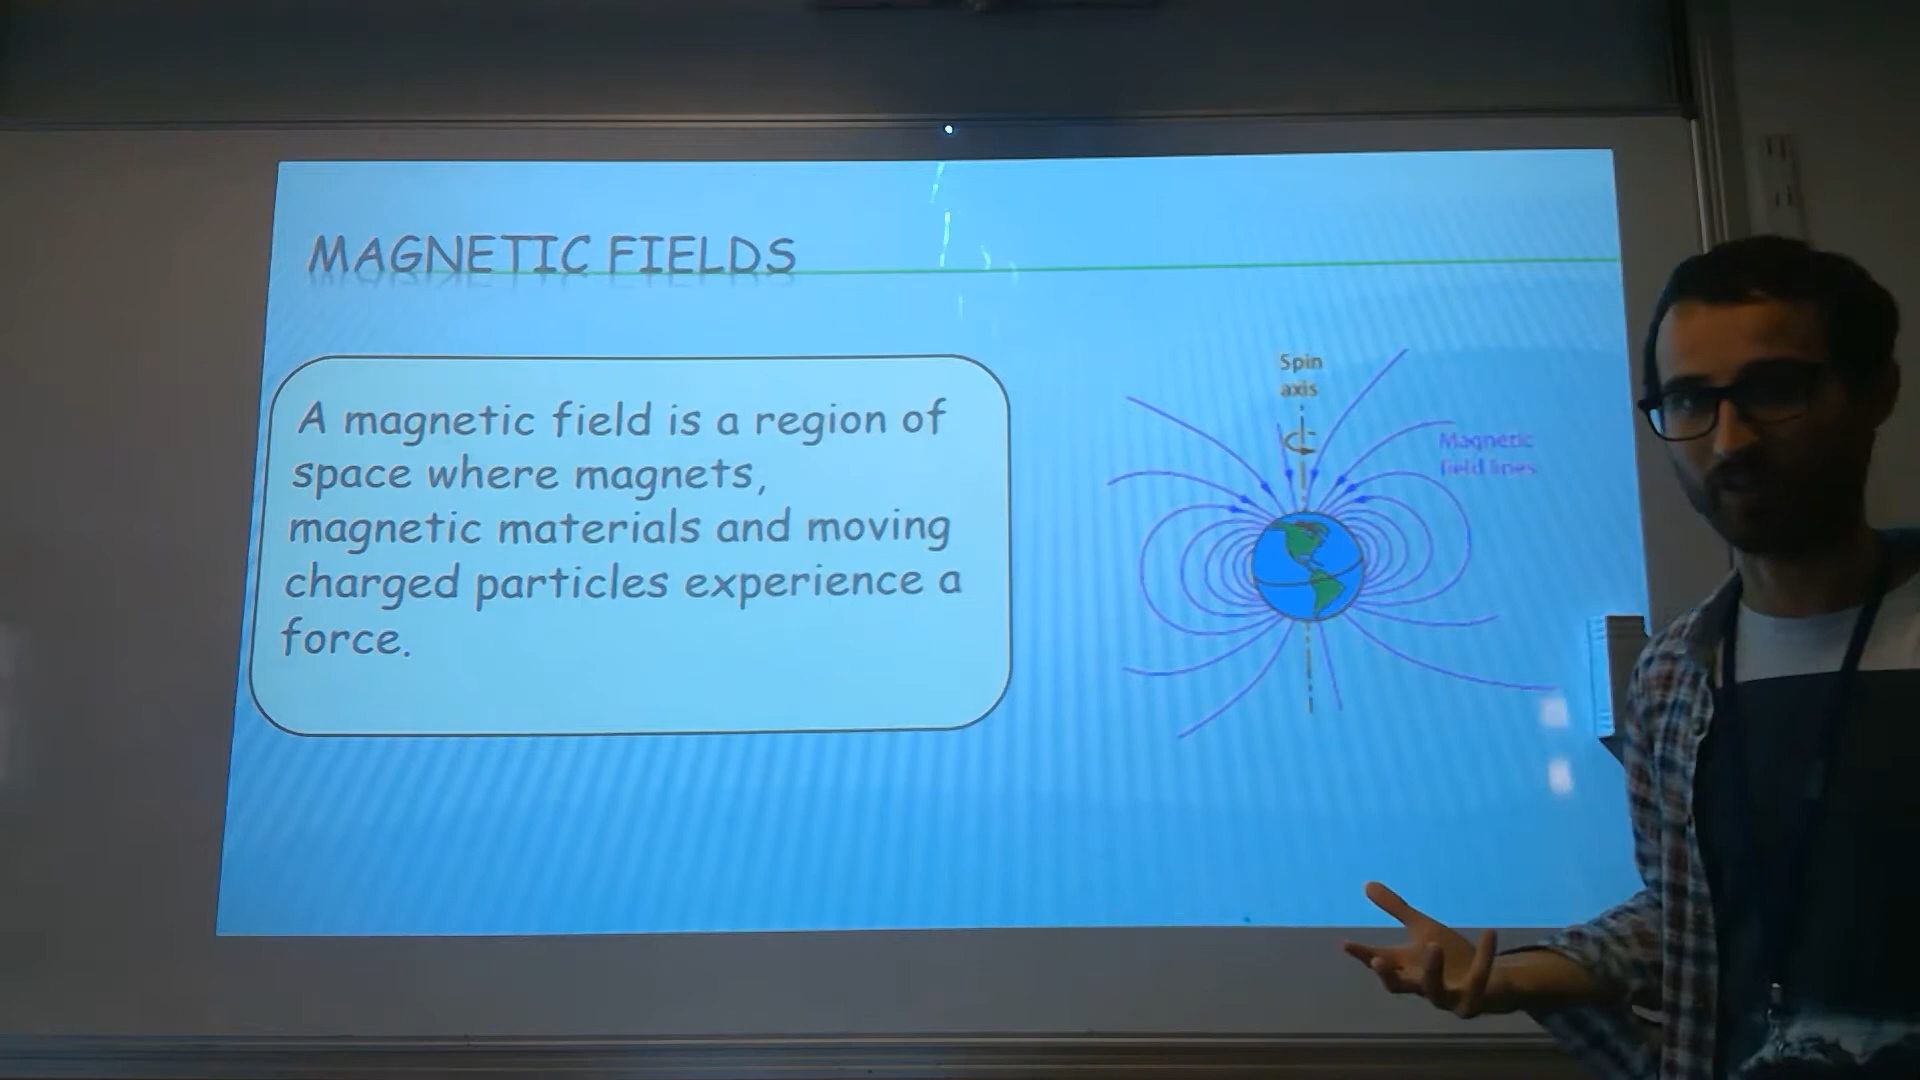 MAGNETIC FIELDS
A magnetic field is a region of
space where magnets,
magnetic materials and moving
charged particles experience a
force.
Spin
axis
Magnetic
field lines